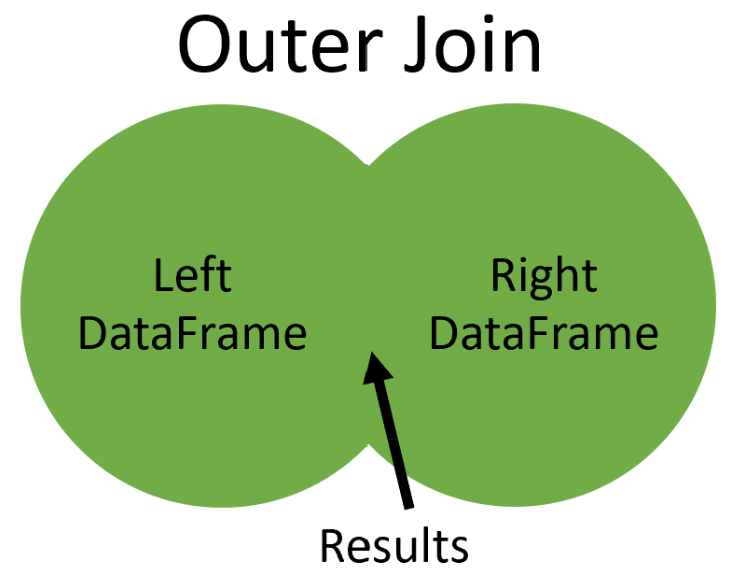 Outer Join
Left
DataFrame
Right
DataFrame
Results